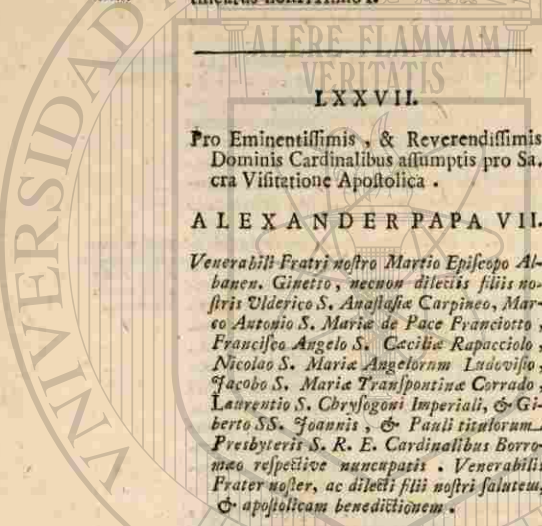 ALERE FLAMMAM
VERITATIS
UNIVERSIDAD
LXXVII.
Pro Eminentiſſimis, & Reverendiſſimis
Dominis Cardinalibus aſſumptis pro Sa-
cra Viſitatione Apoſtolica.
ALEXANDER PAPA VII.
Venerabili Fratri noſtro Martio Epiſcopo Al-
banen. Ginetto, necnon dilectis filiis no-
ſtris Vlderico S. Anaſtaſiæ Carpineo, Mar-
co Antonio S. Mariæ de Pace Franciotto,
Franciſco Angelo S. Cæciliæ Rapacciolo,
Nicolao S. Mariæ Angelorum Ludoviſio,
Jacobo S. Mariæ Tranſpontinæ Corrado,
Laurentio S. Chryſogoni Imperiali, & Gi-
berto SS. Joannis, & Pauli titulorum
Presbyteris S. R. E. Cardinalibus Borro-
mæo reſpective nuncupatis. Venerabilis
Frater noſter, ac dilecti filii noſtri ſalutem,
& apoſtolicam benedictionem.